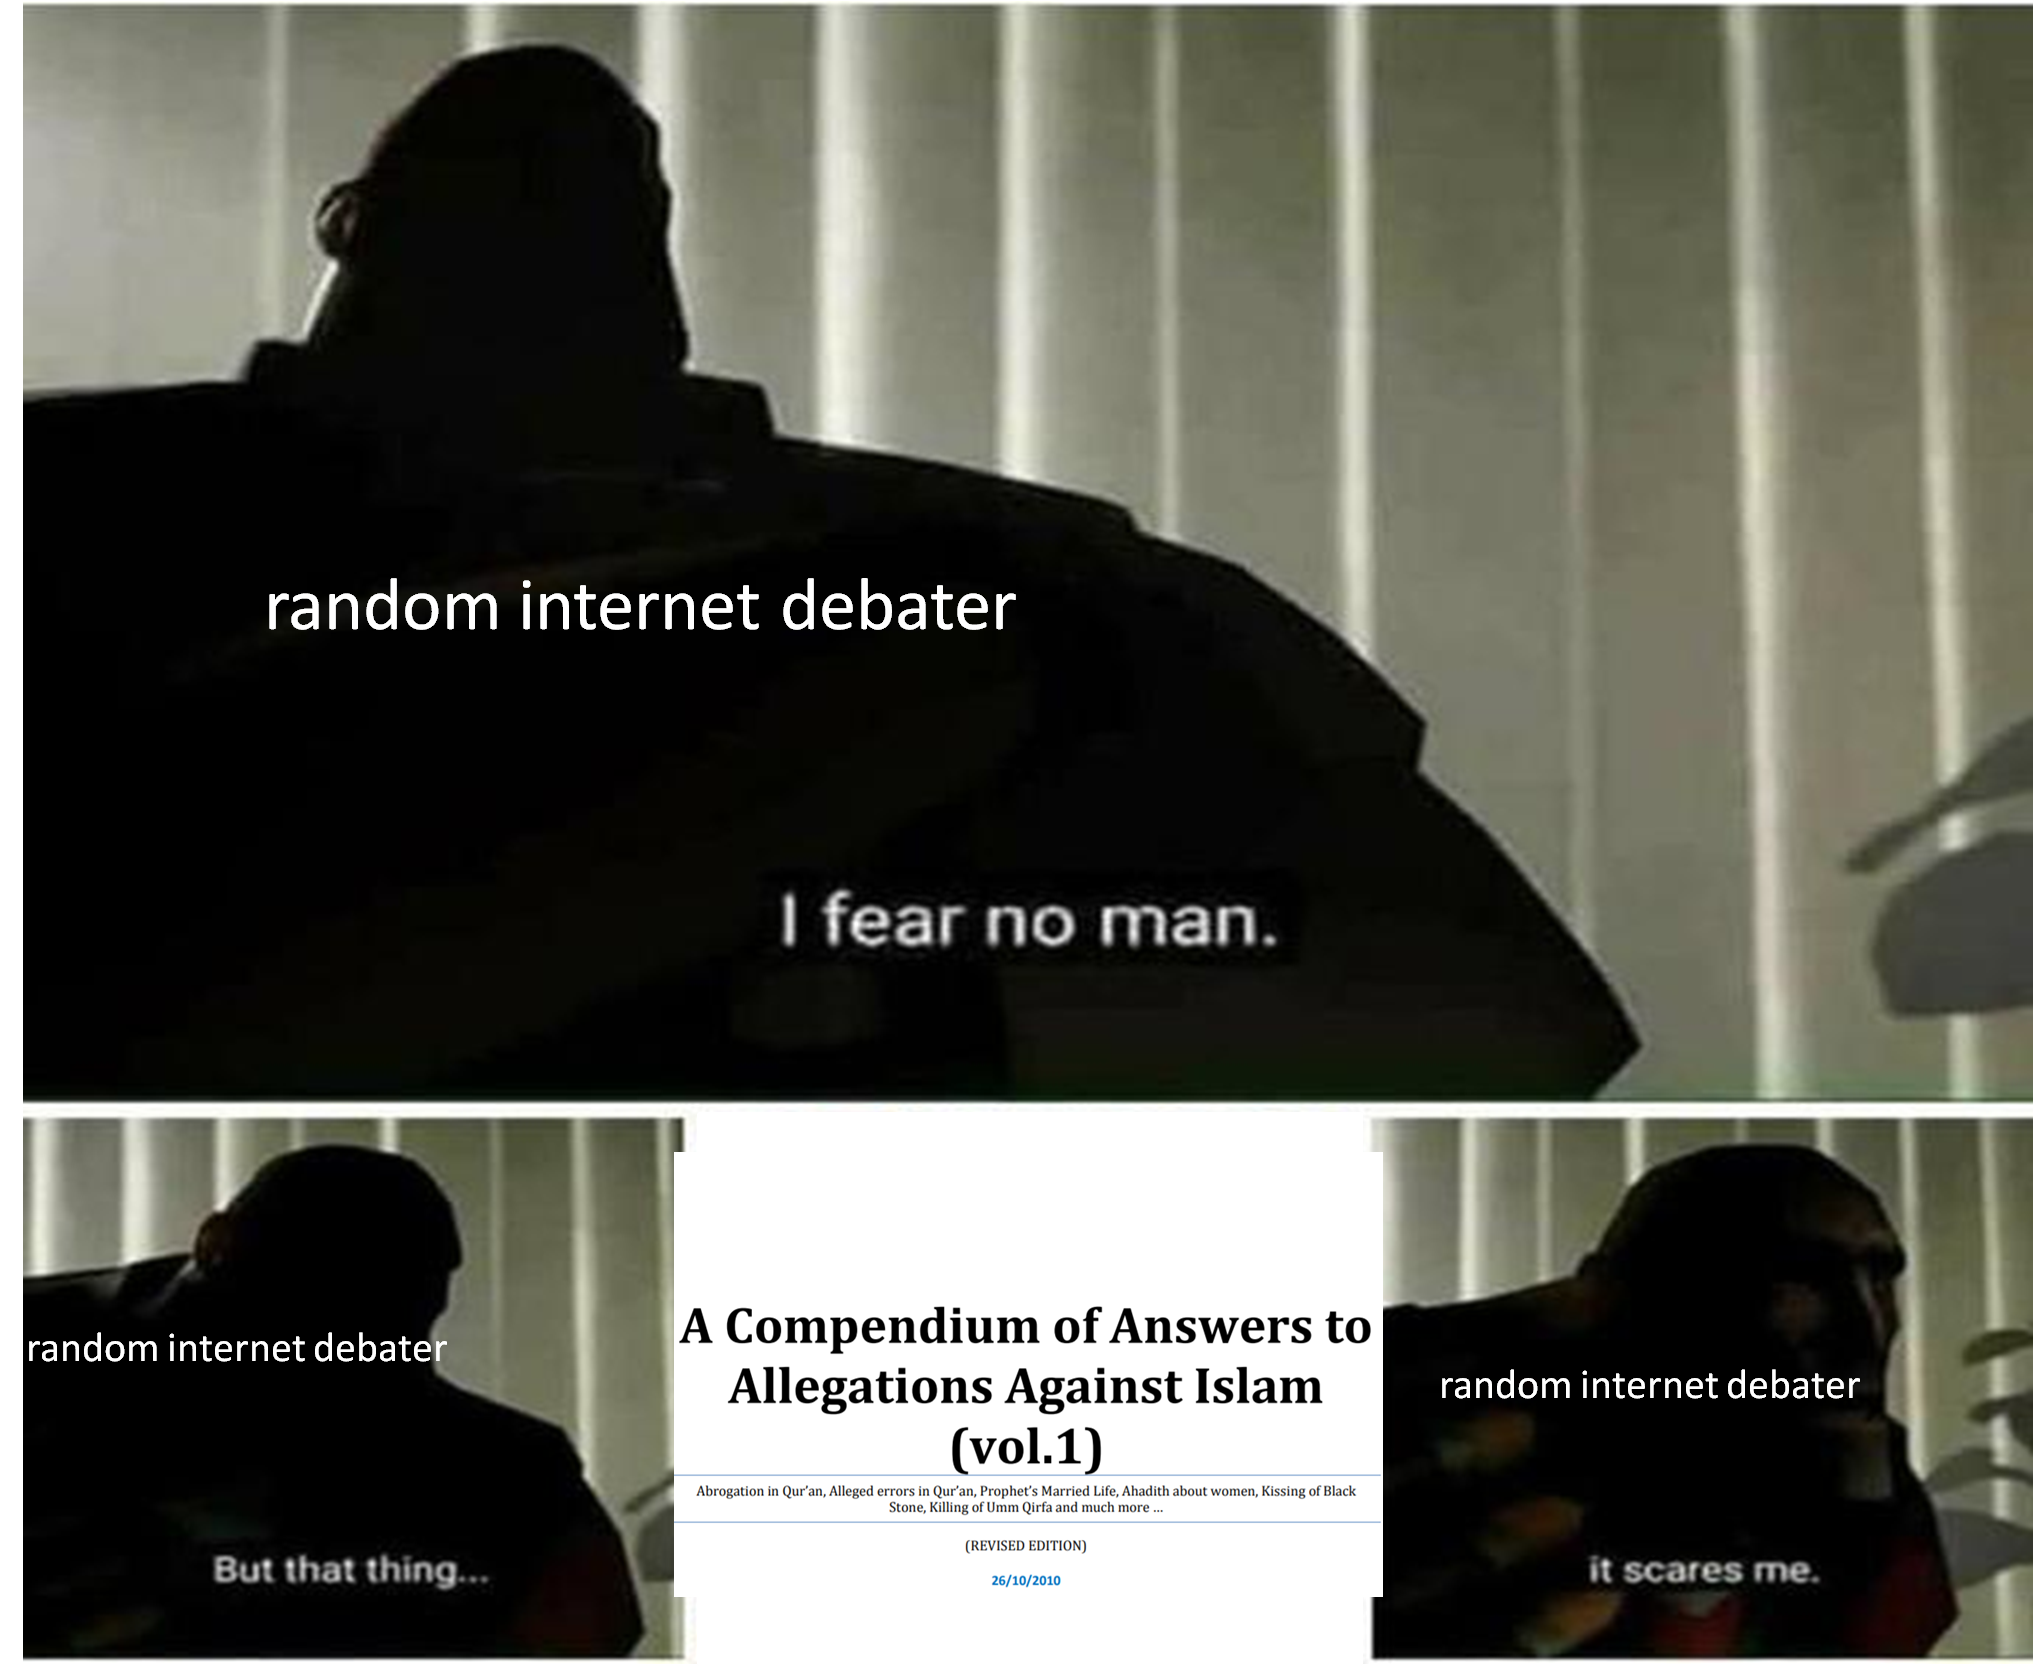 random internet debater
I fear no man.
random internet debater
But that thing...
A Compendium of Answers to
Allegations Against Islam
(vol.1)
Abrogation in Qur'an, Alleged errors in Qur'an, Prophet's Married Life, Ahadith about women, Kissing of Black
Stone, Killing of Umm Qirfa and much more ...
(REVISED EDITION)
26/10/2010
random internet debater
it scares me.